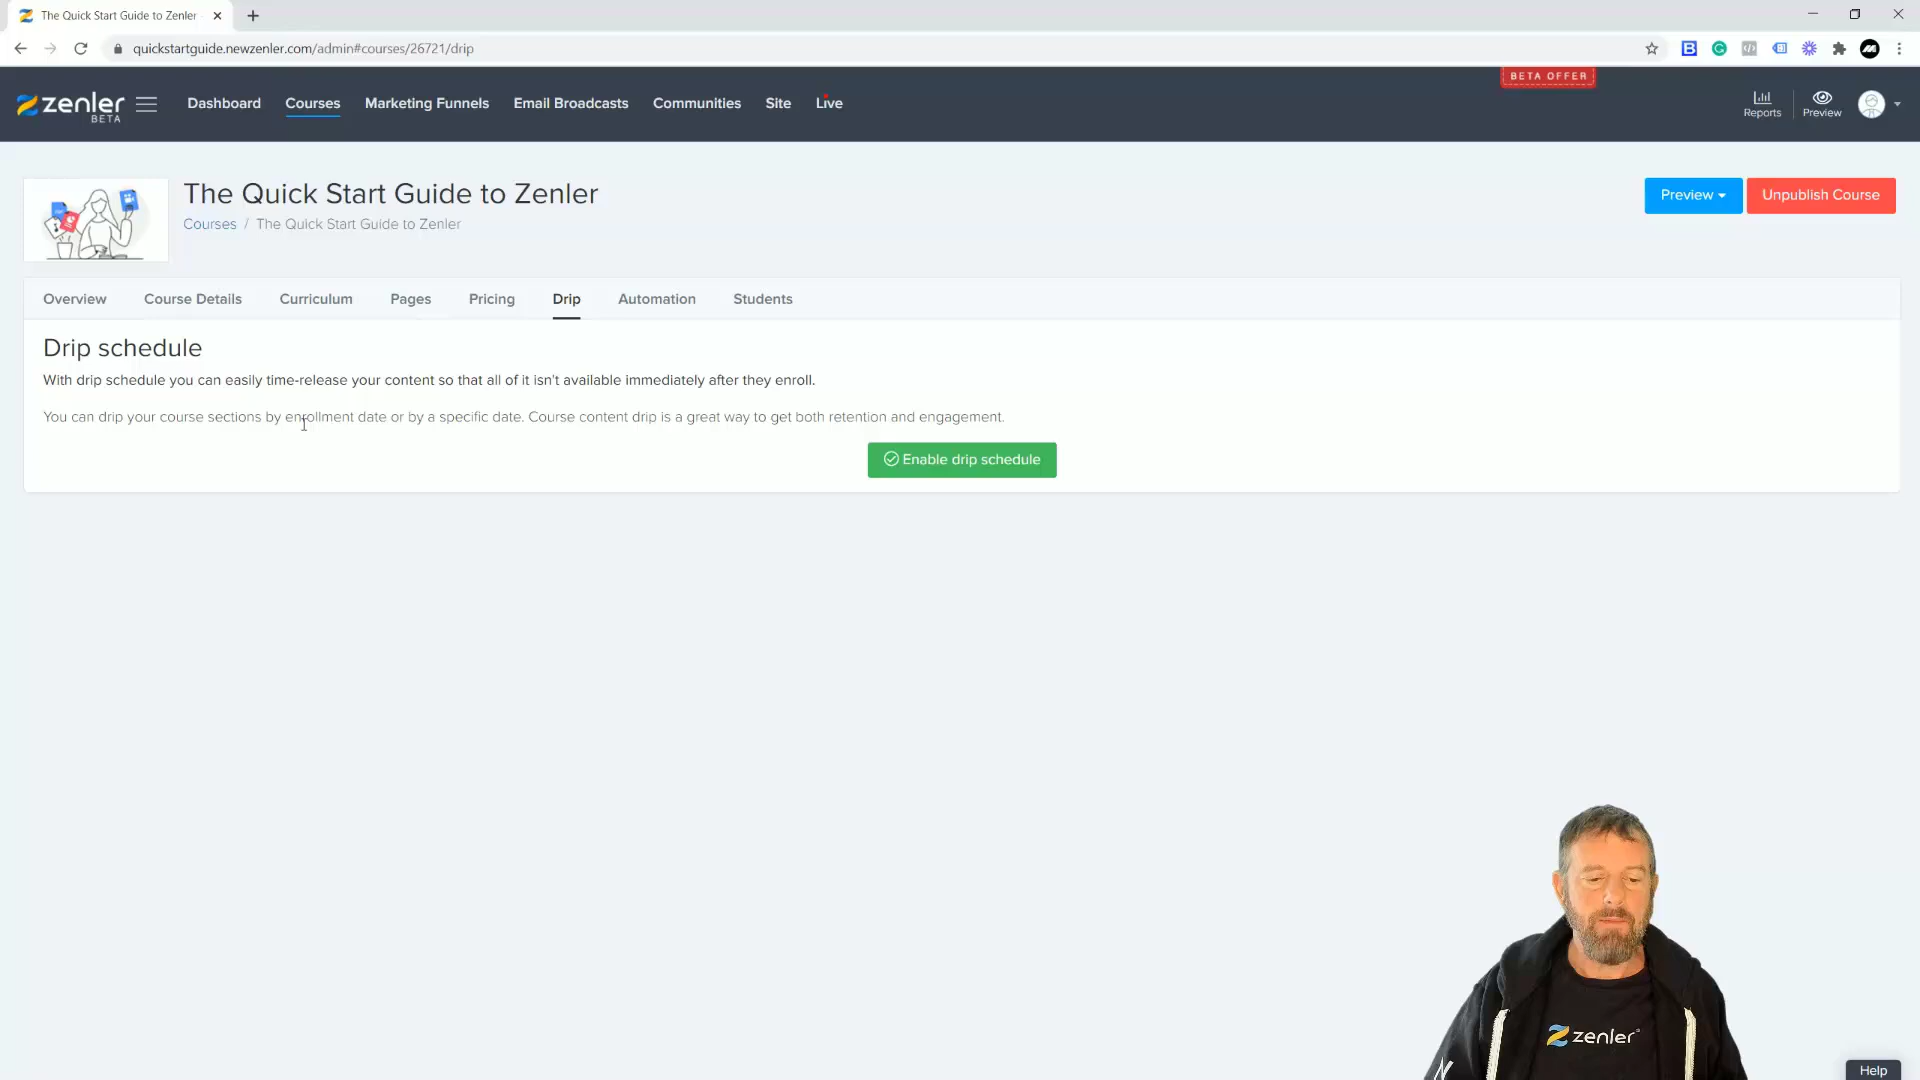 The Quick Start Guide to Zenler
quickstartguide.newzenler.com/admin#courses/26721/drip
BETA OFFER
zenler
BETA
Dashboard
Courses
Marketing Funnels
Email Broadcasts
Communities
Site
Live
Reports
Preview
The Quick Start Guide to Zenler
Courses / The Quick Start Guide to Zenler
Preview
Unpublish Course
Overview
Course Details
Curriculum
Pages
Pricing
Drip
Automation
Students
Drip schedule
With drip schedule you can easily time-release your content so that all of it isn't available immediately after they enroll.
You can drip your course sections by enrollment date or by a specific date. Course content drip is a great way to get both retention and engagement.
Enable drip schedule
zenler
Help